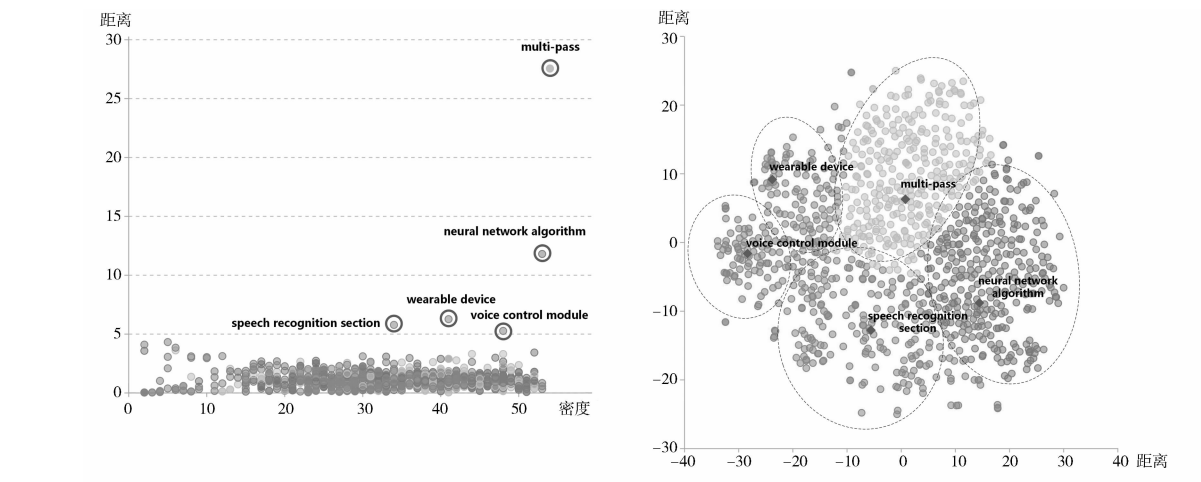 距离
30
25
20
15
10
5
0
multi-pass
neural network algorithm
wearable device
voice control module
speech recognition section
0
10
20
30
40
50
密度
距离
30
20
10
0
−10
−20
−30
wearable device
multi-pass
voice control module
neural network
algorithm
speech recognition
section
−40
−30
−20
−10
0
10
20
30
40
距离